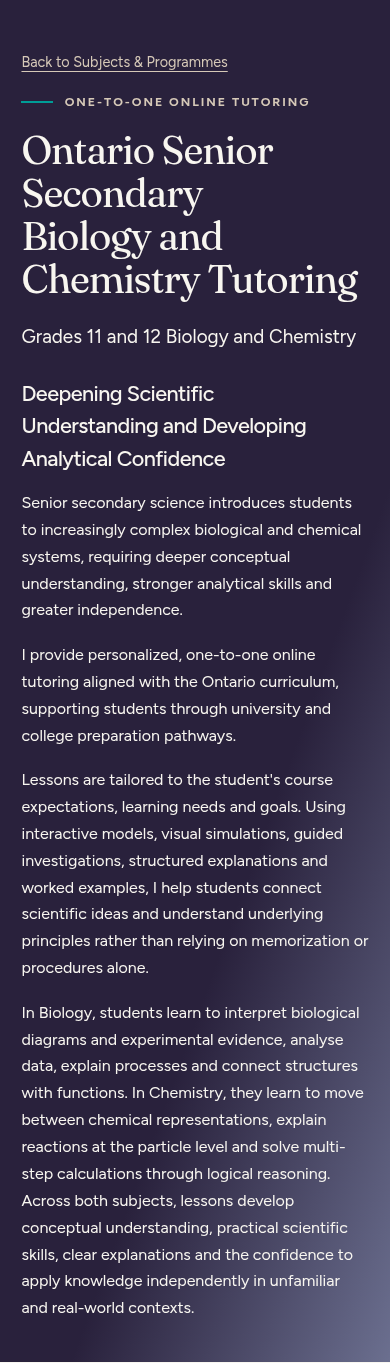 Back to Subjects & Programmes
ONE-TO-ONE ONLINE TUTORING
Ontario Senior
Secondary
Biology and
Chemistry Tutoring
Grades 11 and 12 Biology and Chemistry
Deepening Scientific
Understanding and Developing
Analytical Confidence
Senior secondary science introduces students
to increasingly complex biological and chemical
systems, requiring deeper conceptual
understanding, stronger analytical skills and
greater independence.
I provide personalized, one-to-one online
tutoring aligned with the Ontario curriculum,
supporting students through university and
college preparation pathways.
Lessons are tailored to the student's course
expectations, learning needs and goals. Using
interactive models, visual simulations, guided
investigations, structured explanations and
worked examples, I help students connect
scientific ideas and understand underlying
principles rather than relying on memorization or
procedures alone.
In Biology, students learn to interpret biological
diagrams and experimental evidence, analyse
data, explain processes and connect structures
with functions. In Chemistry, they learn to move
between chemical representations, explain
reactions at the particle level and solve multi-
step calculations through logical reasoning.
Across both subjects, lessons develop
conceptual understanding, practical scientific
skills, clear explanations and the confidence to
apply knowledge independently in unfamiliar
and real-world contexts.